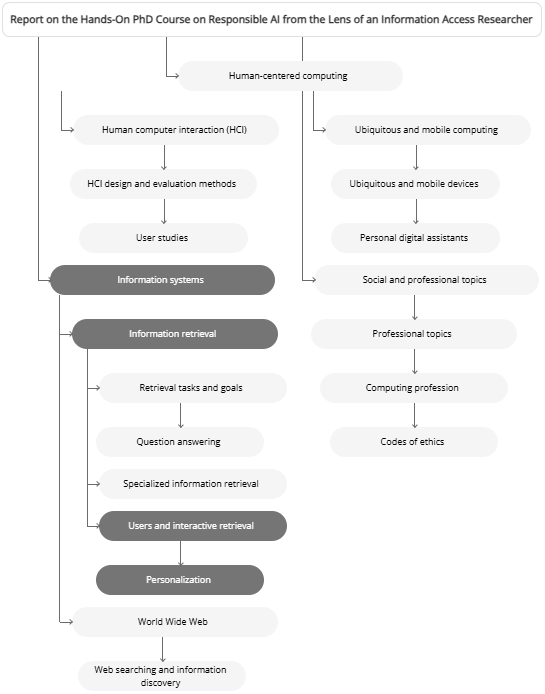 Report on the Hands-On PhD Course on Responsible AI from the Lens of an Information Access Researcher
Human-centered computing
Human computer interaction (HCI)
HCI design and evaluation methods
User studies
Ubiquitous and mobile computing
Ubiquitous and mobile devices
Personal digital assistants
Information systems
Information retrieval
Retrieval tasks and goals
Question answering
Specialized information retrieval
Users and interactive retrieval
Personalization
World Wide Web
Web searching and information
discovery
Social and professional topics
Professional topics
Computing profession
Codes of ethics